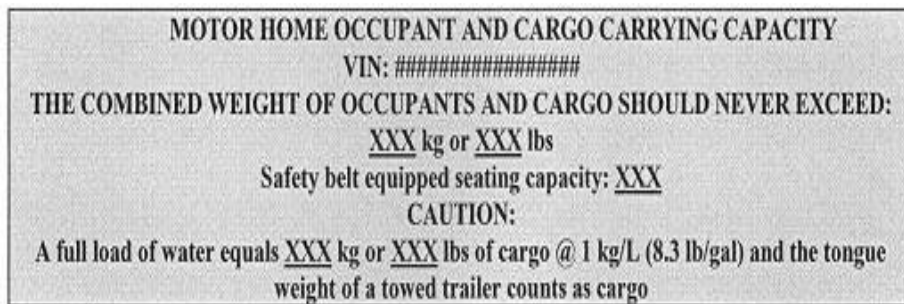 MOTOR HOME OCCUPANT AND CARGO CARRYING CAPACITY
VIN: #################
THE COMBINED WEIGHT OF OCCUPANTS AND CARGO SHOULD NEVER EXCEED:
XXX kg or XXX lbs
Safety belt equipped seating capacity: XXX
CAUTION:
A full load of water equals XXX kg or XXX lbs of cargo @ 1 kg/L (8.3 lb/gal) and the tongue
weight of a towed trailer counts as cargo